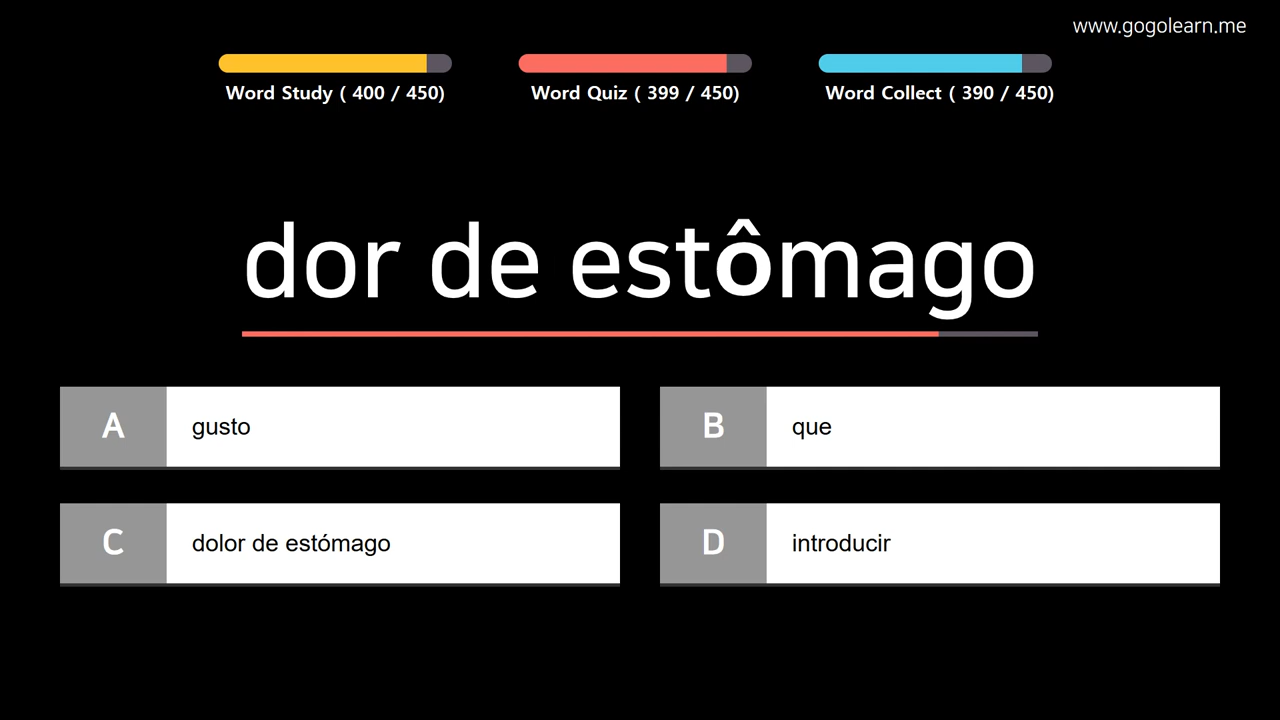 www.gogolearn.me
Word Study ( 400 / 450)
Word Quiz ( 399 / 450)
Word Collect ( 390 / 450)
dor de estômago
A gusto
B que
C dolor de estómago
D introducir